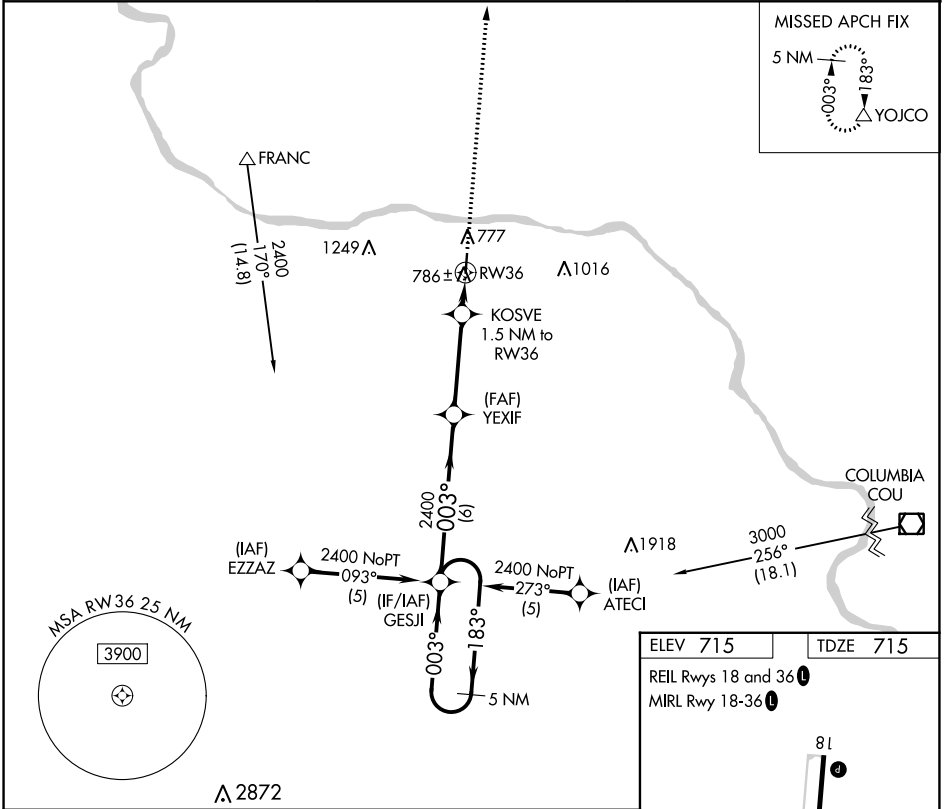 MISSED APCH FIX
5 NM
003°
183°
YOJCO
FRANC
2400
170°
(14.8)
1249
777
786±
RW36
1016
KOSVE
1.5 NM to
RW36
(FAF)
YEXIF
COLUMBIA
COU
2400
003°
(6)
3000
256°
(18.1)
1918
(IAF)
EZZAZ
2400 NoPT
093°
(5)
(IF/IAF)
GESJI
2400 NoPT
273°
(5)
(IAF)
ATECI
003°
183°
5 NM
MSA RW36 25 NM
3900
2872
ELEV 715
TDZE 715
REIL Rwys 18 and 36 L
MIRL Rwy 18-36 L
18
P